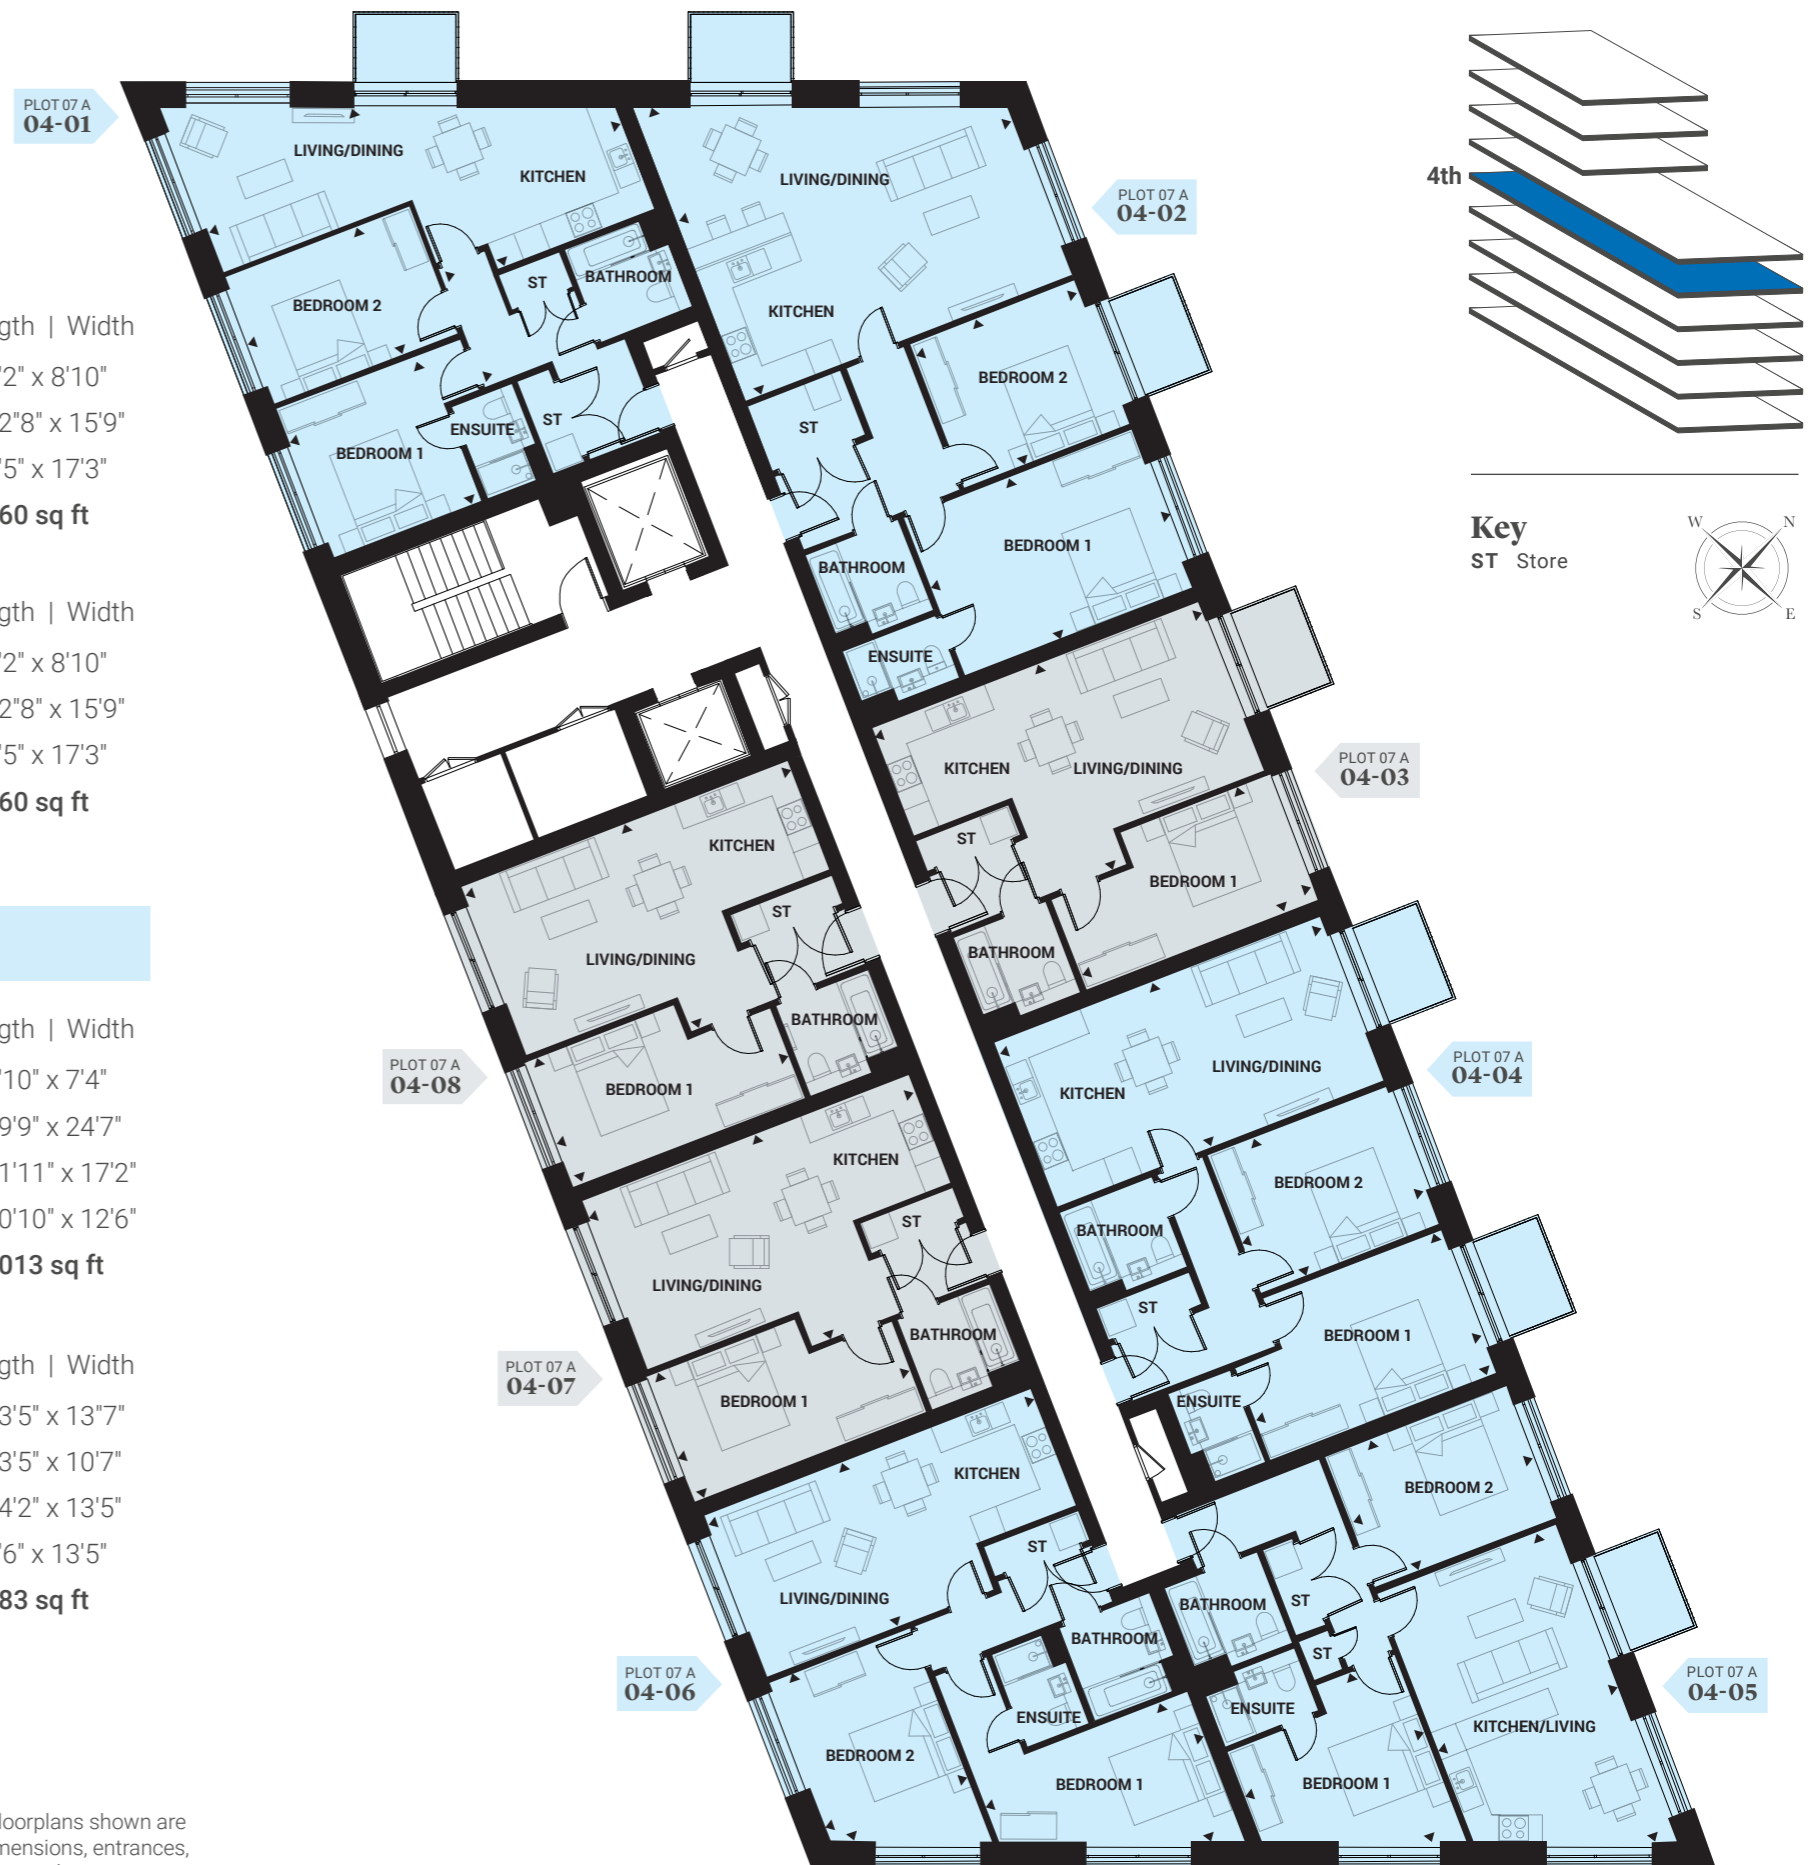 gth | Width
'2" x 8'10"
2"8" x 15'9"
'5" x 17'3"
60 sq ft
gth | Width
'2" x 8'10"
2"8" x 15'9"
'5" x 17'3"
60 sq ft
gth | Width
'10" x 7'4"
9'9" x 24'7"
1'11" x 17'2"
0'10" x 12'6"
013 sq ft
gth | Width
3'5" x 13"7"
3'5" x 10'7"
4'2" x 13'5"
'6" x 13'5"
83 sq ft
loorplans shown are
mensions, entrances,
PLOT 07 A
04-01
LIVING/DINING
KITCHEN
BEDROOM 2
ST
BATHROOM
BEDROOM 1
ENSUITE
ST
PLOT 07 A
04-02
LIVING/DINING
KITCHEN
BEDROOM 2
ST
BEDROOM 1
BATHROOM
ENSUITE
PLOT 07 A
04-03
KITCHEN
LIVING/DINING
ST
BEDROOM 1
BATHROOM
PLOT 07 A
04-04
LIVING/DINING
KITCHEN
BEDROOM 2
BATHROOM
ST
BEDROOM 1
ENSUITE
PLOT 07 A
04-05
BEDROOM 2
BATHROOM
ST
ST
ENSUITE
KITCHEN/LIVING
BEDROOM 1
PLOT 07 A
04-06
KITCHEN
ST
LIVING/DINING
BATHROOM
ENSUITE
BEDROOM 2
BEDROOM 1
PLOT 07 A
04-07
KITCHEN
ST
LIVING/DINING
BATHROOM
BEDROOM 1
PLOT 07 A
04-08
KITCHEN
ST
LIVING/DINING
BATHROOM
BEDROOM 1
4th
Key
ST Store
W N
S E